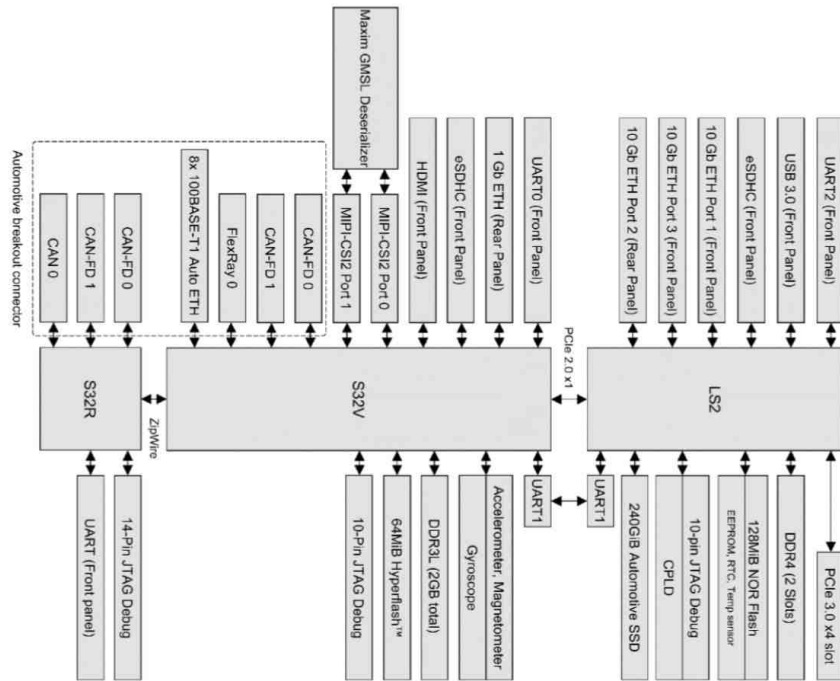 UART2 (Front Panel)
USB 3.0 (Front Panel)
eSDHC (Front Panel)
10 Gb ETH Port 1 (Front Panel)
10 Gb ETH Port 3 (Front Panel)
10 Gb ETH Port 2 (Rear Panel)
LS2
PCIe 3.0 x4 slot
DDR4 (2 Slots)
128MiB NOR Flash
EEPROM, RTC, Temp sensor
10-pin JTAG Debug
CPLD
240GiB Automotive SSD
UART1
PCIe 2.0 x1
UART1
UART0 (Front Panel)
1 Gb ETH (Rear Panel)
eSDHC (Front Panel)
HDMI (Front Panel)
Maxim GMSL Deserializer
MIPI-CSI2 Port 0
MIPI-CSI2 Port 1
CAN-FD 0
CAN-FD 1
FlexRay 0
8x 100BASE-T1 Auto ETH
S32V
Accelerometer, Magnetometer
Gyroscope
DDR3L (2GB total)
64MiB Hyperflash™
10-Pin JTAG Debug
ZipWire
CAN-FD 0
CAN-FD 1
CAN 0
Automotive breakout connector
S32R
14-Pin JTAG Debug
UART (Front panel)